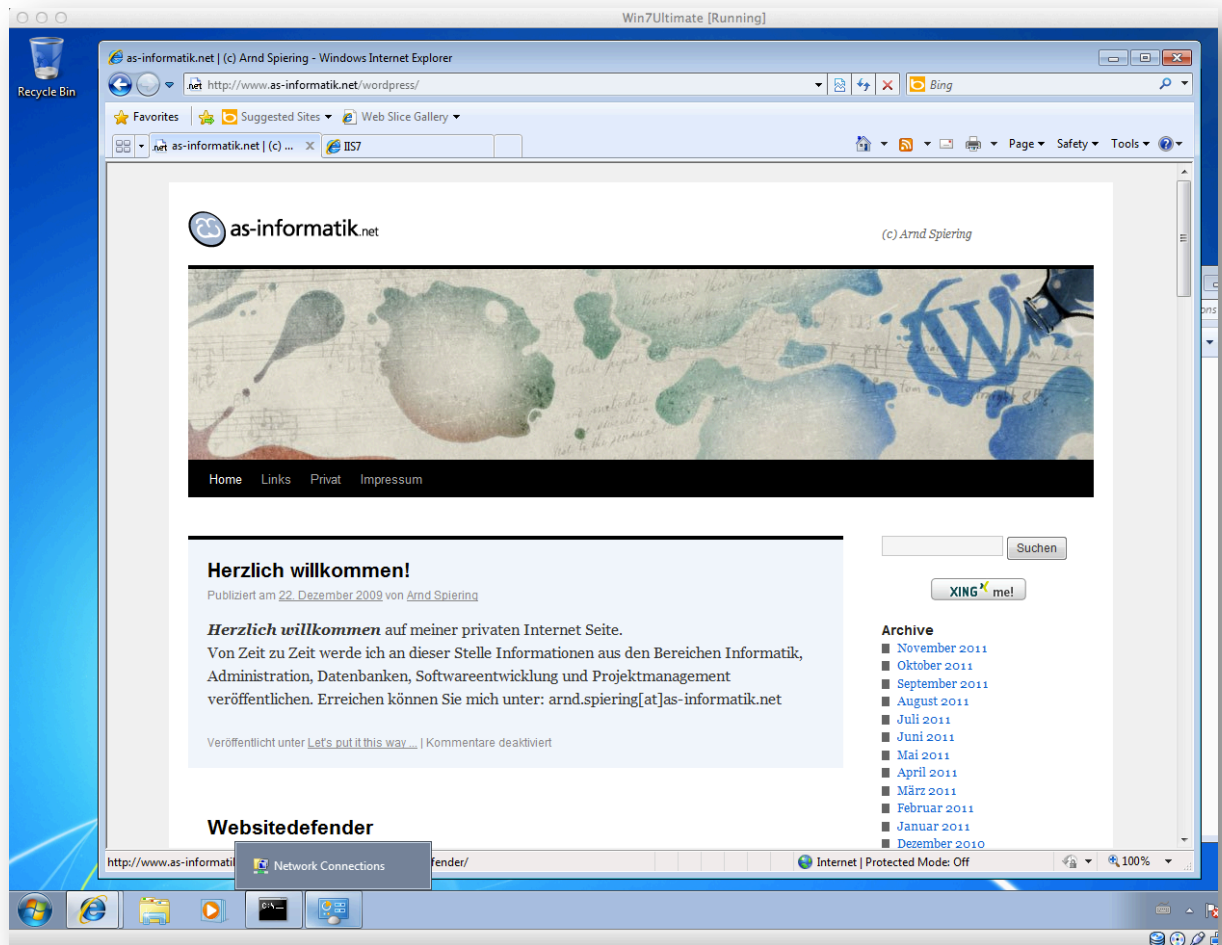 Win7Ultimate [Running]
Recycle Bin
as-informatik.net | (c) Arnd Spiering - Windows Internet Explorer
.net http://www.as-informatik.net/wordpress/
Bing
Favorites Suggested Sites Web Slice Gallery
.net as-informatik.net | (c) ... X IIS7
Page Safety Tools
as-informatik.net
(c) Arnd Spiering
Home Links Privat Impressum
Herzlich willkommen!
Publiziert am 22. Dezember 2009 von Arnd Spiering
Herzlich willkommen auf meiner privaten Internet Seite.
Von Zeit zu Zeit werde ich an dieser Stelle Informationen aus den Bereichen Informatik,
Administration, Datenbanken, Softwareentwicklung und Projektmanagement
veröffentlichen. Erreichen können Sie mich unter: arnd.spiering[at]as-informatik.net
Veröffentlicht unter Let's put it this way ... | Kommentare deaktiviert
Websitedefender
Suchen
XING me!
Archive
November 2011
Oktober 2011
September 2011
August 2011
Juli 2011
Juni 2011
Mai 2011
April 2011
März 2011
Februar 2011
Januar 2011
Dezember 2010
ons
http://www.as-informati
fender/
Network Connections
Internet | Protected Mode: Off
100%
C:\